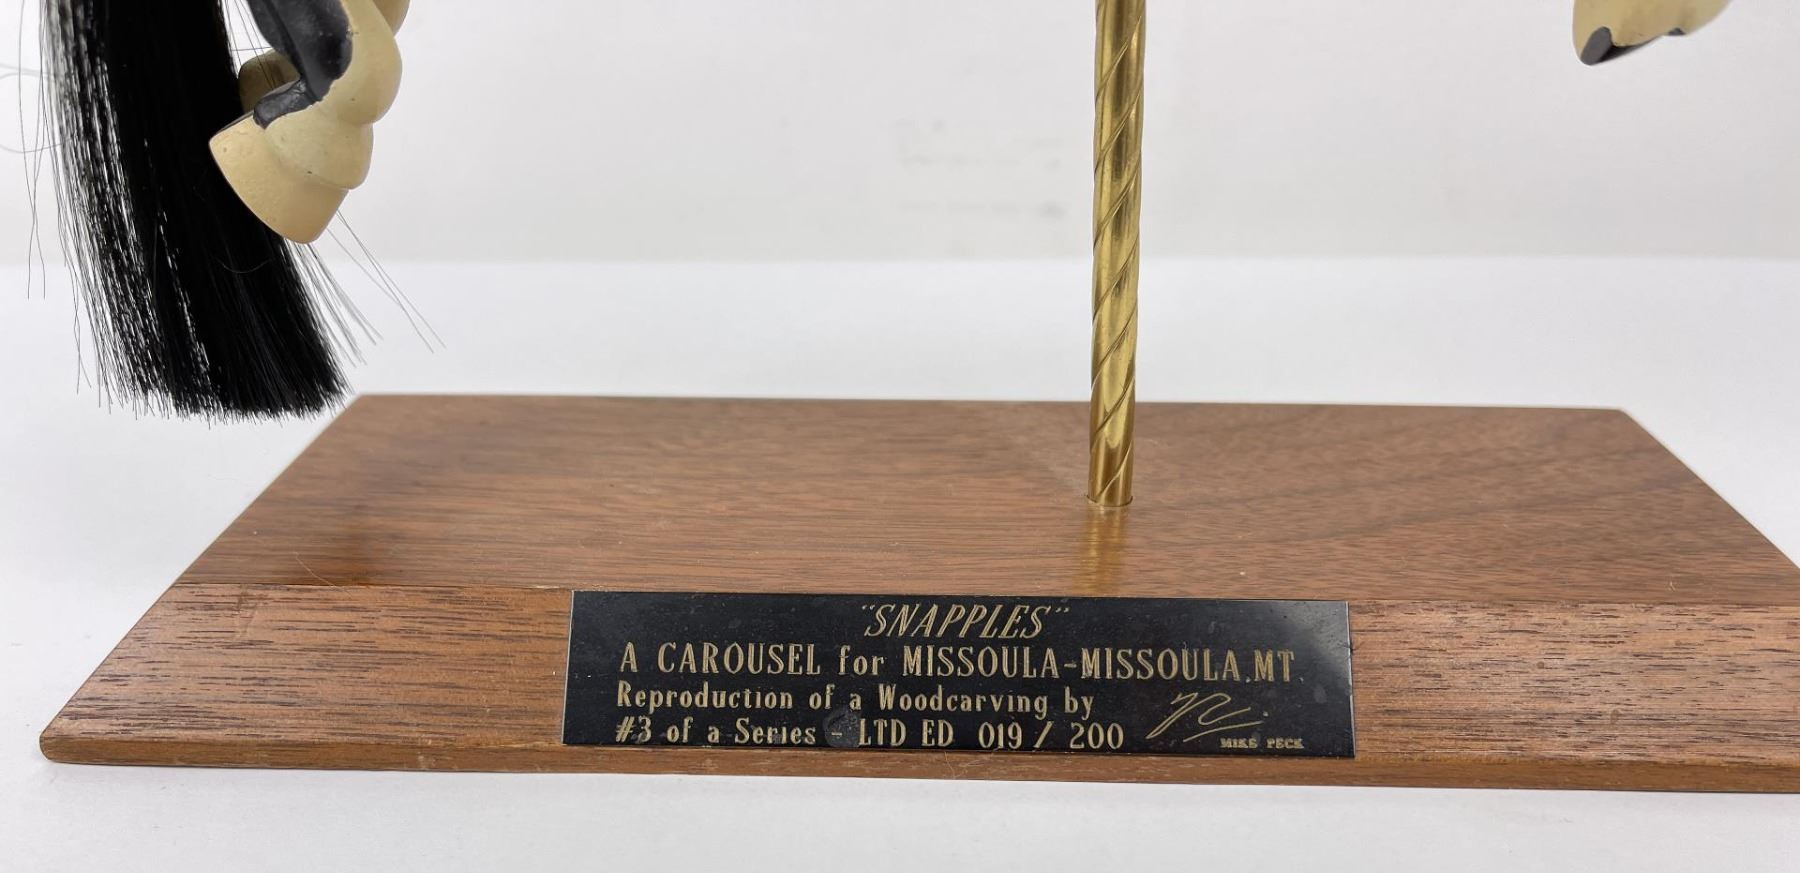 "SNAPPLES"
A CAROUSEL for MISSOULA-MISSOULA.MT.
Reproduction of a Woodcarving by
#3 of a Series - LTD ED 019 / 200
MIKE PECK